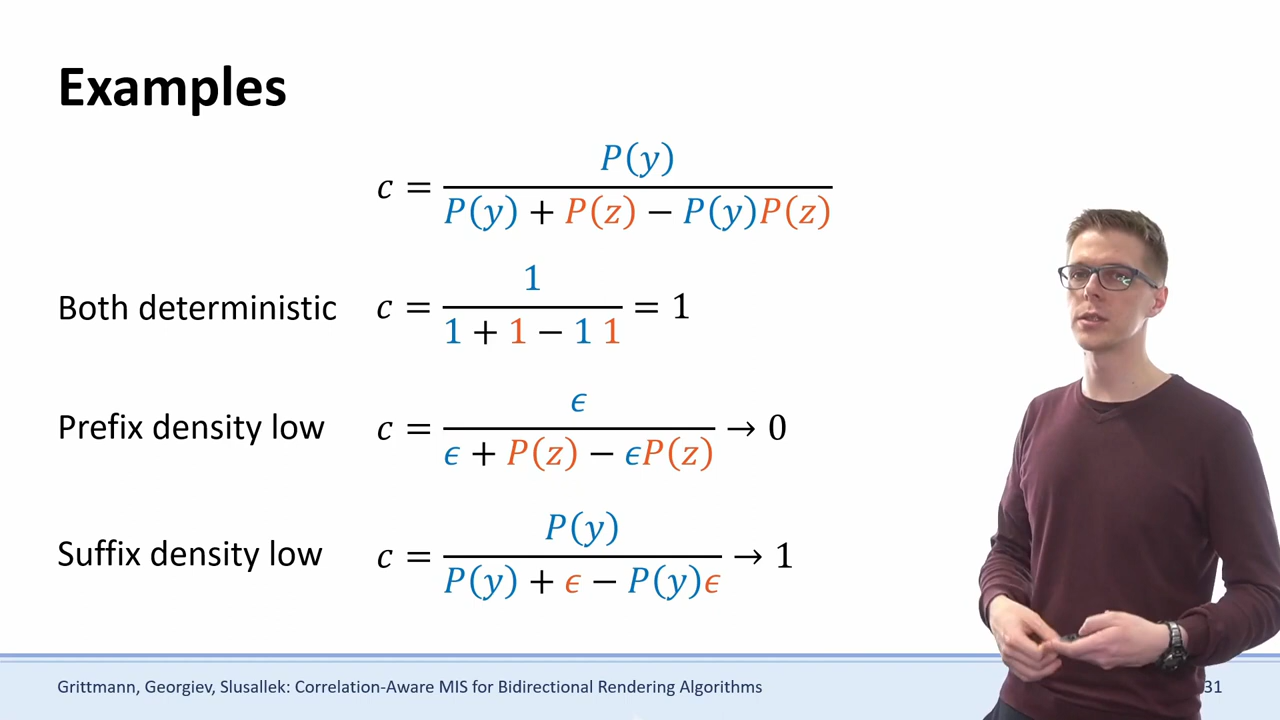 Examples
c = P(y) / (P(y) + P(z) − P(y)P(z))
Both deterministic c = 1 / (1 + 1 − 1 1) = 1
Prefix density low c = ϵ / (ϵ + P(z) − ϵP(z)) → 0
Suffix density low c = P(y) / (P(y) + ϵ − P(y)ϵ) → 1
Grittmann, Georgiev, Slusallek: Correlation-Aware MIS for Bidirectional Rendering Algorithms 31